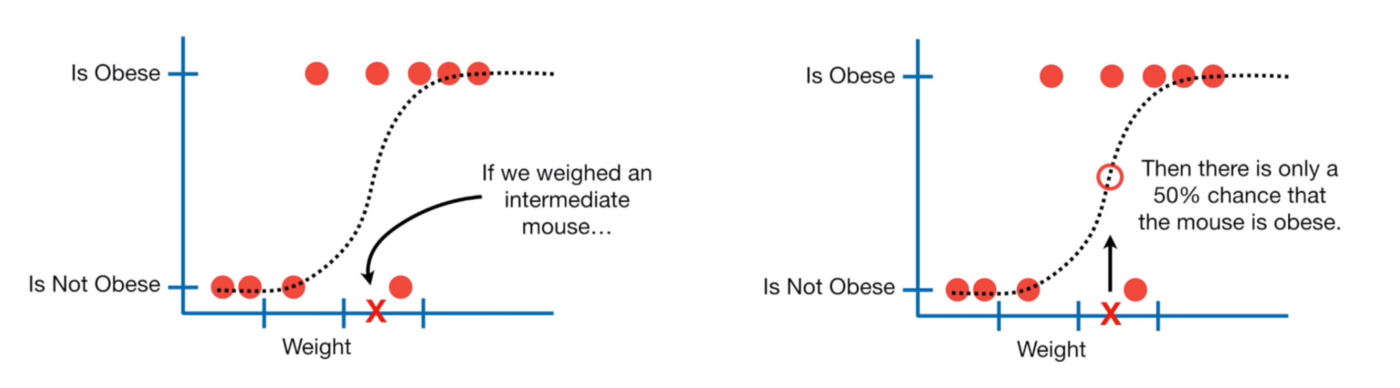 Is Obese
If we weighed an
intermediate
mouse...
Is Not Obese
X
Weight
Is Obese
Then there is only a
50% chance that
the mouse is obese.
Is Not Obese
X
Weight